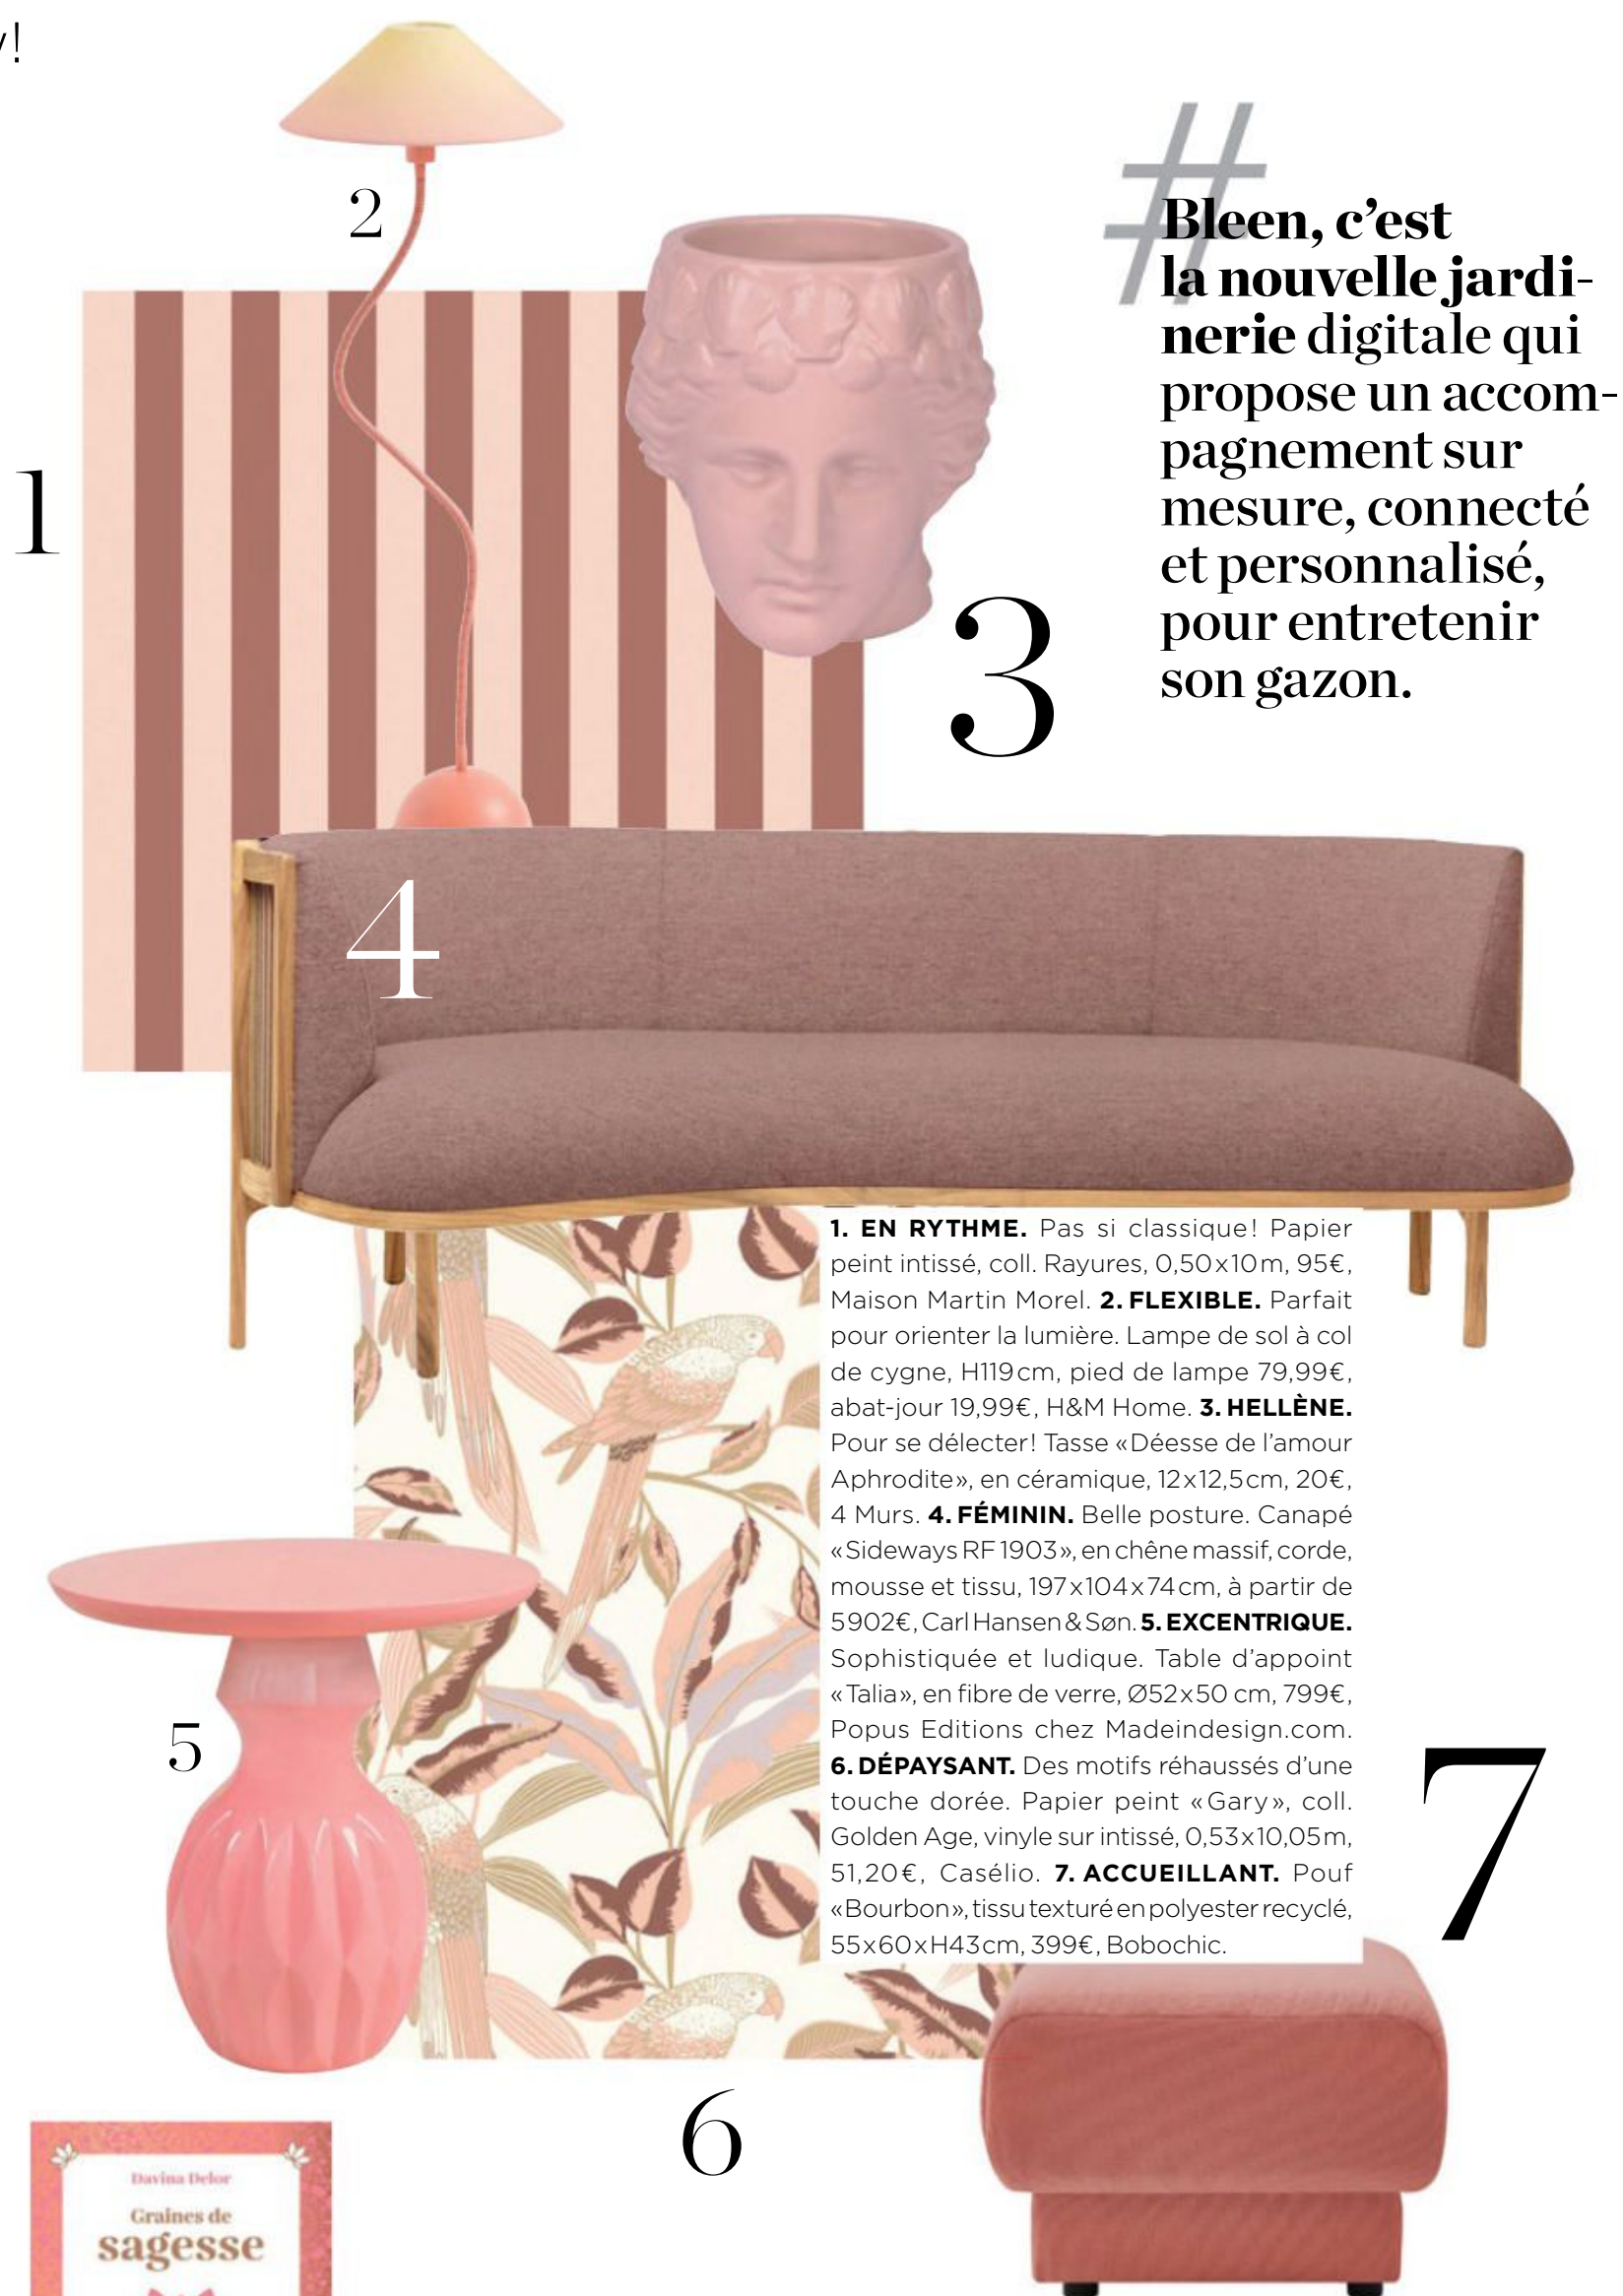 !
2
1
3
#
Bleen, c’est
la nouvelle jardi-
nerie digitale qui
propose un accom-
pagnement sur
mesure, connecté
et personnalisé,
pour entretenir
son gazon.
4
1. EN RYTHME. Pas si classique! Papier
peint intissé, coll. Rayures, 0,50x10m, 95€,
Maison Martin Morel. 2. FLEXIBLE. Parfait
pour orienter la lumière. Lampe de sol à col
de cygne, H119cm, pied de lampe 79,99€,
abat-jour 19,99€, H&M Home. 3. HELLÈNE.
Pour se délecter! Tasse «Déesse de l’amour
Aphrodite», en céramique, 12x12,5cm, 20€,
4 Murs. 4. FÉMININ. Belle posture. Canapé
«Sideways RF 1903», en chêne massif, corde,
mousse et tissu, 197x104x74cm, à partir de
5902€, Carl Hansen & Søn. 5. EXCENTRIQUE.
Sophistiquée et ludique. Table d’appoint
«Talia», en fibre de verre, Ø52x50 cm, 799€,
Popus Editions chez Madeindesign.com.
6. DÉPAYSANT. Des motifs réhaussés d’une
touche dorée. Papier peint «Gary», coll.
Golden Age, vinyle sur intissé, 0,53x10,05m,
51,20€, Casélio. 7. ACCUEILLANT. Pouf
«Bourbon», tissu texturé en polyester recyclé,
55x60xH43cm, 399€, Bobochic.
5
7
6
Davina Delor
Graines de
sagesse